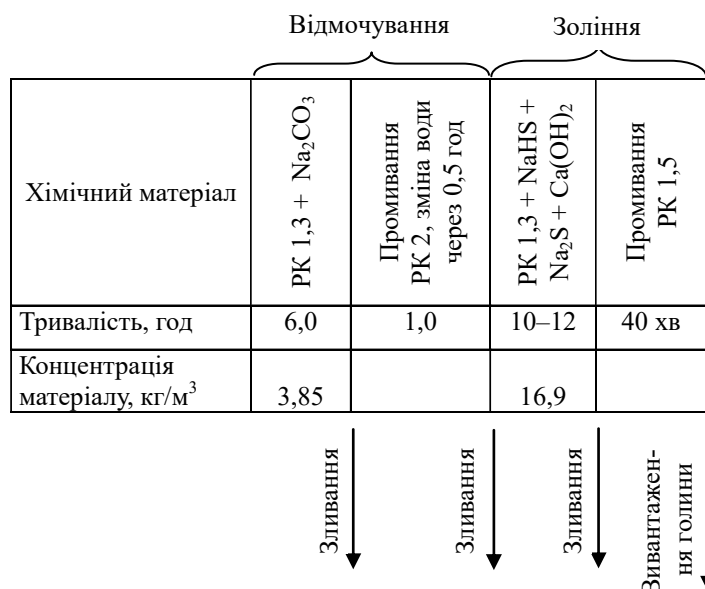 Відмочування
Зоління
Хімічний матеріал
РК 1,3 + Na₂CO₃
Промивання
РК 2, зміна води
через 0,5 год
РК 1,3 + NaHS +
Na₂S + Ca(OH)₂
Промивання
РК 1,5
Тривалість, год
6,0
1,0
10–12
40 хв
Концентрація
матеріалу, кг/м³
3,85
16,9
Зливання
Зливання
Зливання
Вивантажен-
ня голини